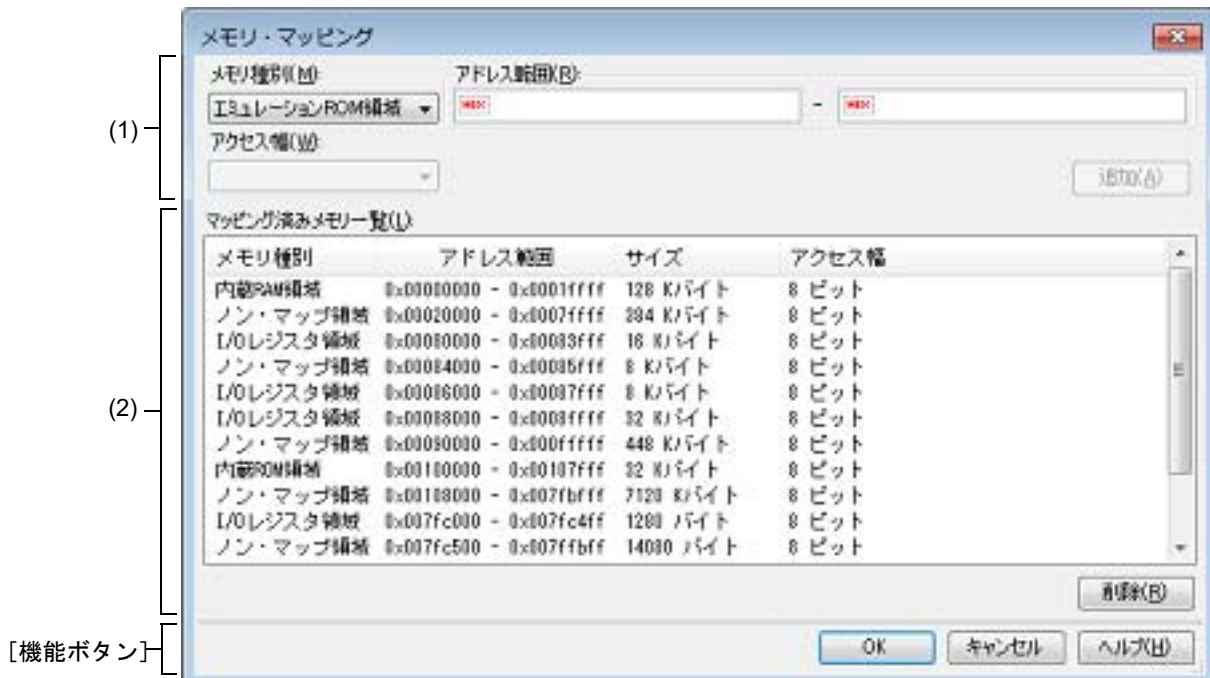 メモリ・マッピング
メモリ種別(M):
アドレス範囲(R):
エミュレーションROM領域
HEX
-
HEX
(1)
アクセス幅(W):
追加(A)
マッピング済みメモリ一覧(L):
メモリ種別 アドレス範囲 サイズ アクセス幅
内蔵RAM領域 0x00000000 - 0x0001ffff 128 Kバイト 8 ビット
ノン・マップ領域 0x00020000 - 0x0007ffff 384 Kバイト 8 ビット
I/Oレジスタ領域 0x00080000 - 0x00083fff 16 Kバイト 8 ビット
ノン・マップ領域 0x00084000 - 0x00085fff 8 Kバイト 8 ビット
I/Oレジスタ領域 0x00086000 - 0x00087fff 8 Kバイト 8 ビット
(2)
I/Oレジスタ領域 0x00088000 - 0x0008ffff 32 Kバイト 8 ビット
ノン・マップ領域 0x00090000 - 0x000fffff 448 Kバイト 8 ビット
内蔵ROM領域 0x00100000 - 0x00107fff 32 Kバイト 8 ビット
ノン・マップ領域 0x00108000 - 0x007fbfff 7120 Kバイト 8 ビット
I/Oレジスタ領域 0x007fc000 - 0x007fc4ff 1280 バイト 8 ビット
ノン・マップ領域 0x007fc500 - 0x007ffbff 14080 バイト 8 ビット
削除(R)
[機能ボタン]
OK
キャンセル
ヘルプ(H)